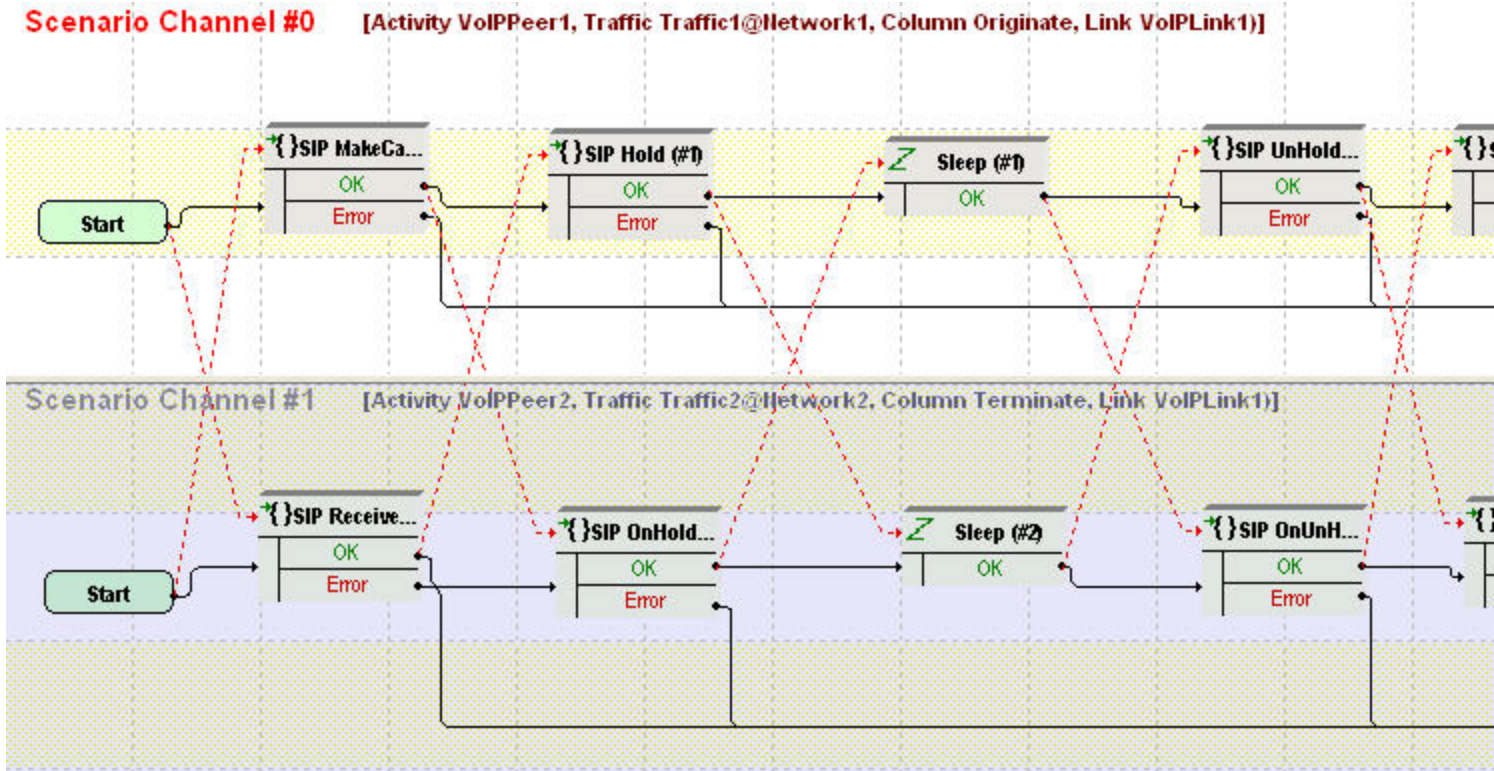 Scenario Channel #0 [Activity VoIPPeer1, Traffic Traffic1@Network1, Column Originate, Link VoIPLink1)]
{}SIP MakeCa...
{}SIP Hold (#1)
Sleep (#1)
{}SIP UnHold...
{}S
OK
OK
OK
OK
Start
Error
Error
Error
Scenario Channel #1 [Activity VoIPPeer2, Traffic Traffic2@Network2, Column Terminate, Link VoIPLink1)]
{}SIP Receive...
{}SIP OnHold...
Sleep (#2)
{}SIP OnUnH...
{}
OK
OK
OK
OK
Start
Error
Error
Error